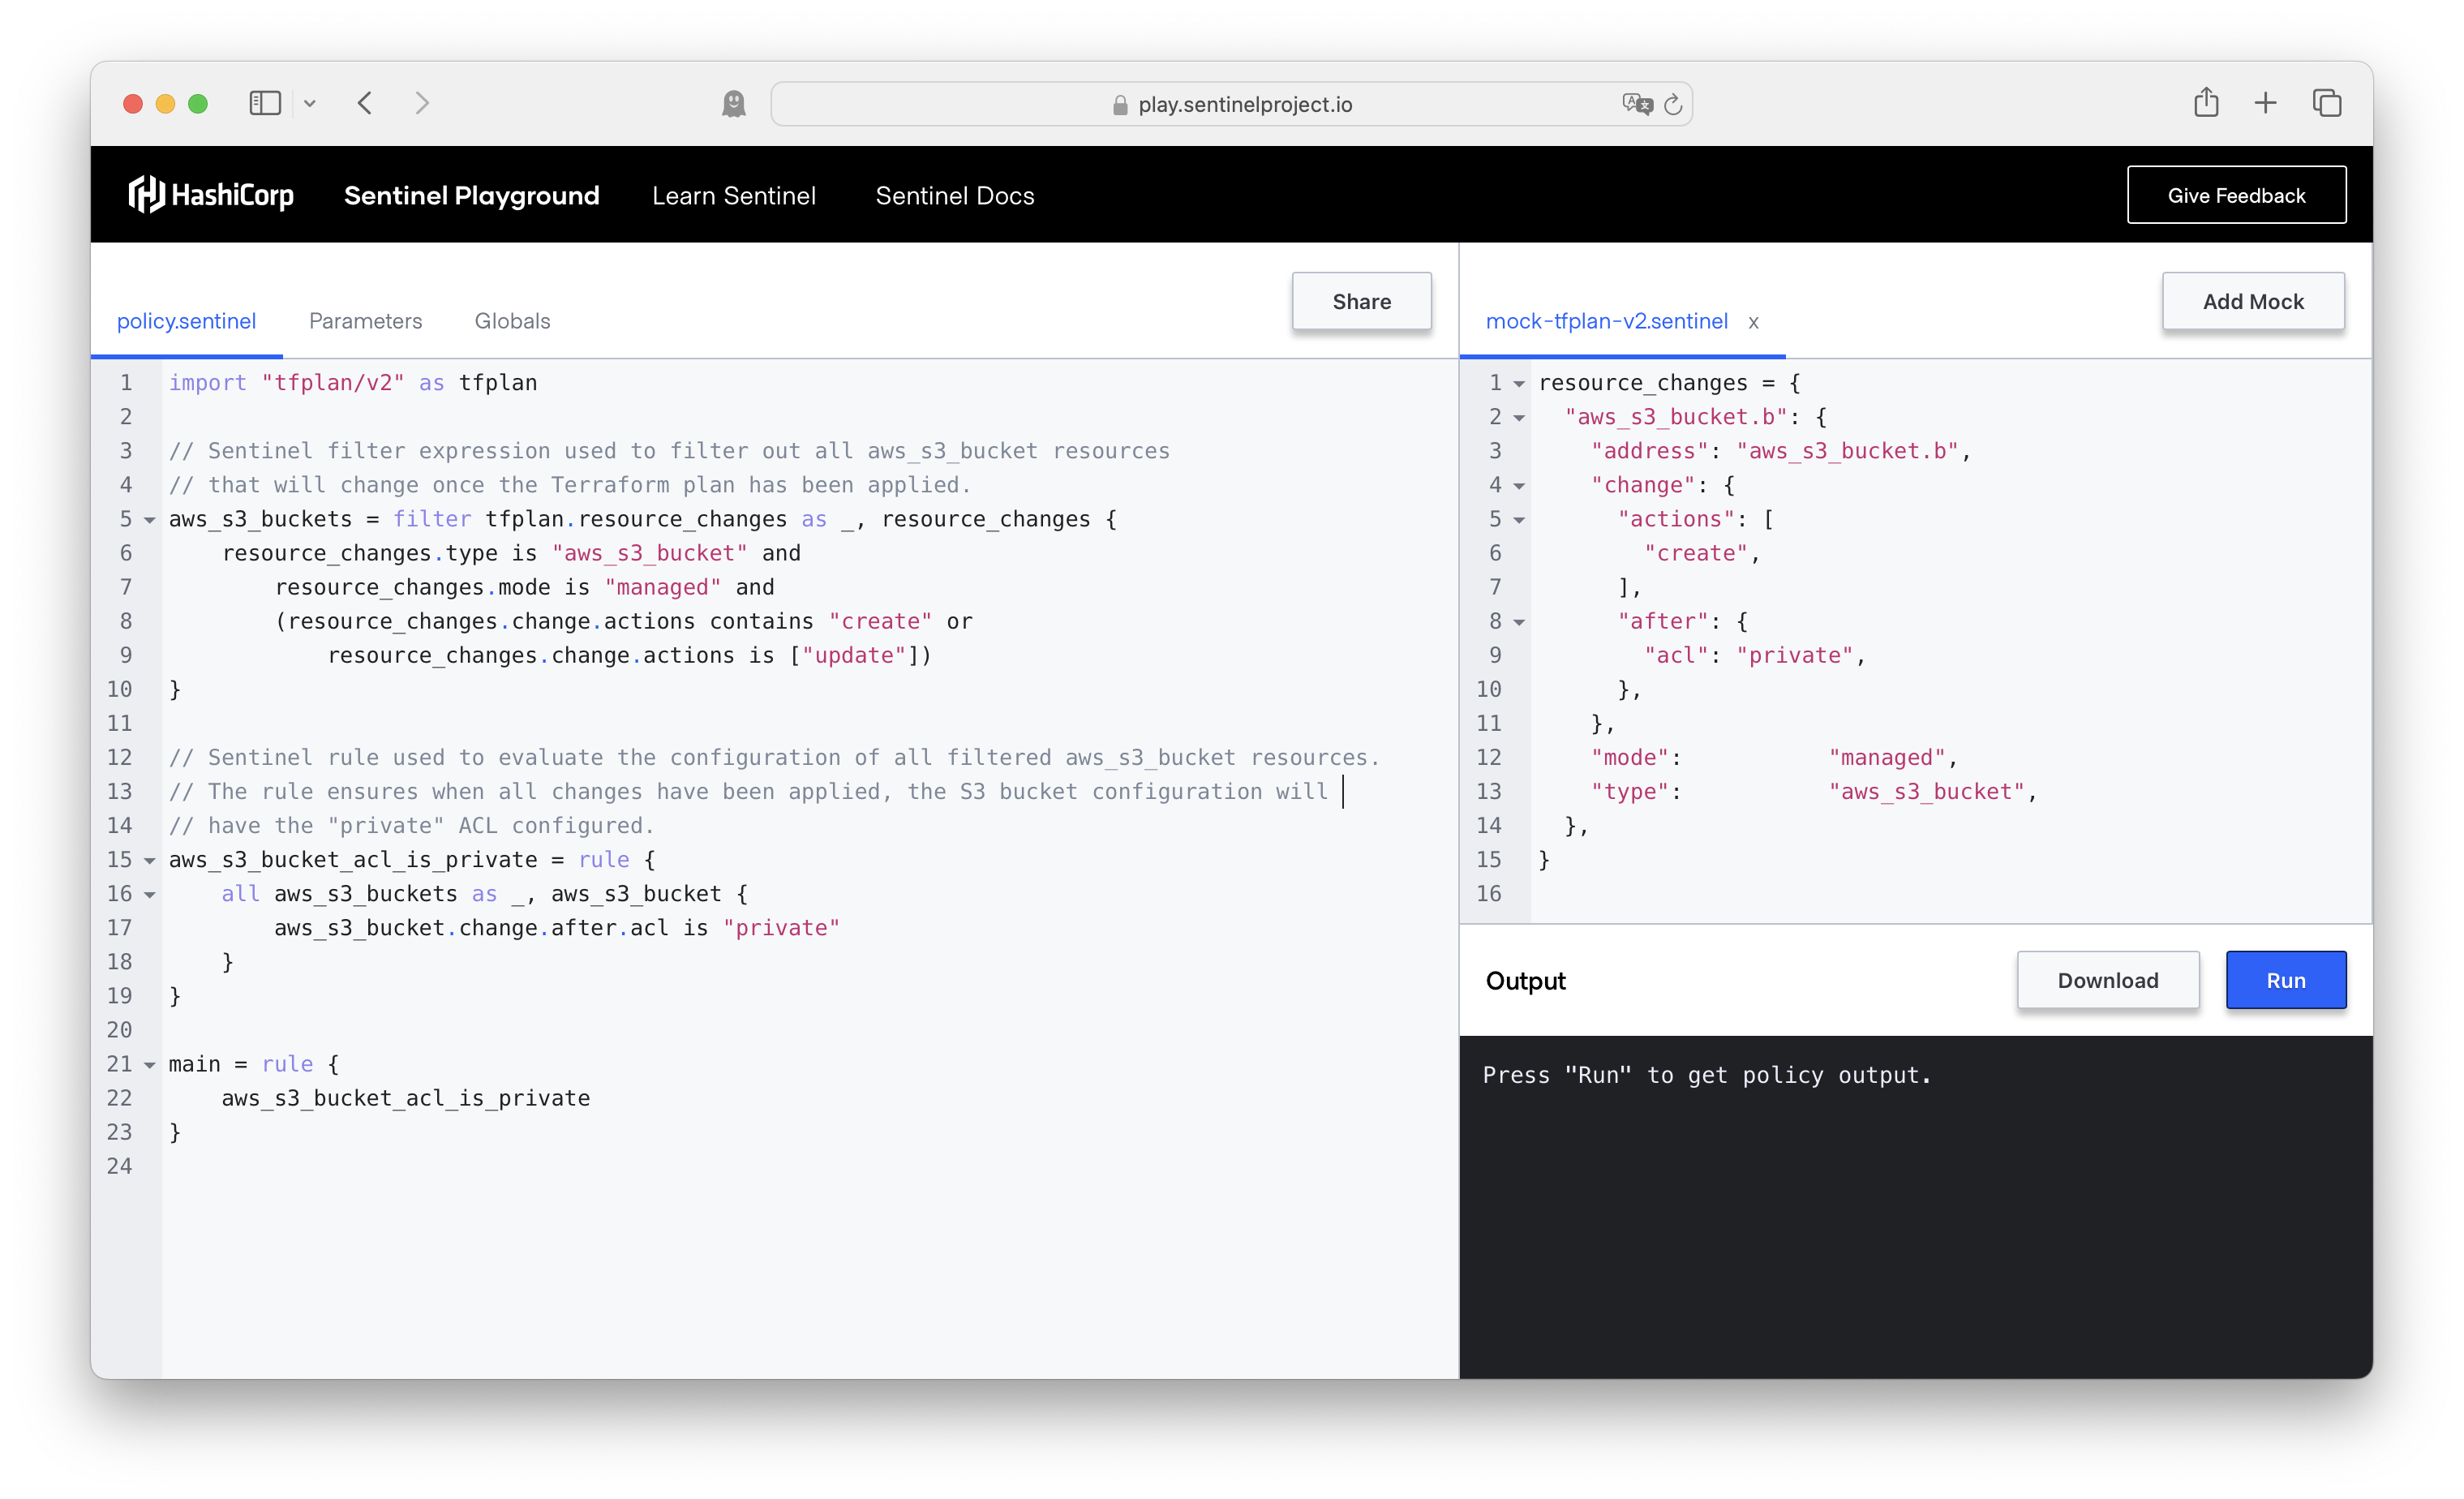 play.sentinelproject.io
HashiCorp Sentinel Playground Learn Sentinel Sentinel Docs Give Feedback
policy.sentinel Parameters Globals Share
1 import "tfplan/v2" as tfplan
2
3 // Sentinel filter expression used to filter out all aws_s3_bucket resources
4 // that will change once the Terraform plan has been applied.
5 aws_s3_buckets = filter tfplan.resource_changes as _, resource_changes {
6     resource_changes.type is "aws_s3_bucket" and
7         resource_changes.mode is "managed" and
8         (resource_changes.change.actions contains "create" or
9             resource_changes.change.actions is ["update"])
10 }
11
12 // Sentinel rule used to evaluate the configuration of all filtered aws_s3_bucket resources.
13 // The rule ensures when all changes have been applied, the S3 bucket configuration will
14 // have the "private" ACL configured.
15 aws_s3_bucket_acl_is_private = rule {
16     all aws_s3_buckets as _, aws_s3_bucket {
17         aws_s3_bucket.change.after.acl is "private"
18     }
19 }
20
21 main = rule {
22     aws_s3_bucket_acl_is_private
23 }
24
mock-tfplan-v2.sentinel x Add Mock
1 resource_changes = {
2   "aws_s3_bucket.b": {
3     "address": "aws_s3_bucket.b",
4     "change": {
5       "actions": [
6         "create",
7       ],
8       "after": {
9         "acl": "private",
10       },
11     },
12     "mode":           "managed",
13     "type":           "aws_s3_bucket",
14   },
15 }
16
Output Download Run
Press "Run" to get policy output.